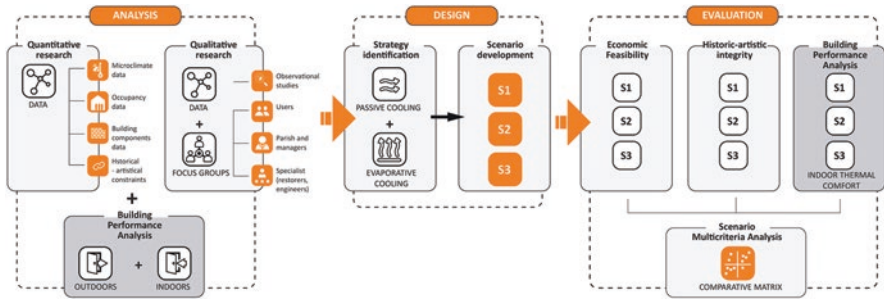 ANALYSIS
Quantitative
research
DATA
Microclimate
data
Occupancy
data
Building
components
data
Hstorical
- artistical
constraints
Qualitative
research
DATA
+
FOCUS GROUPS
Observational
studies
Users
Parish and
managers
Specialist
(restorers,
engineers)
+
Building
Performance
Analysis
OUTDOORS
+
INDOORS
DESIGN
Strategy
identification
PASSIVE COOLING
+
EVAPORATIVE
COOLING
Scenario
development
S1
S2
S3
EVALUATION
Economic
Feasibility
S1
S2
S3
Historic-artistic
integrity
S1
S2
S3
Building
Performance
Analysis
S1
S2
S3
INDOOR THERMAL
COMFORT
Scenario
Multicriteria Analysis
COMPARATIVE MATRIX